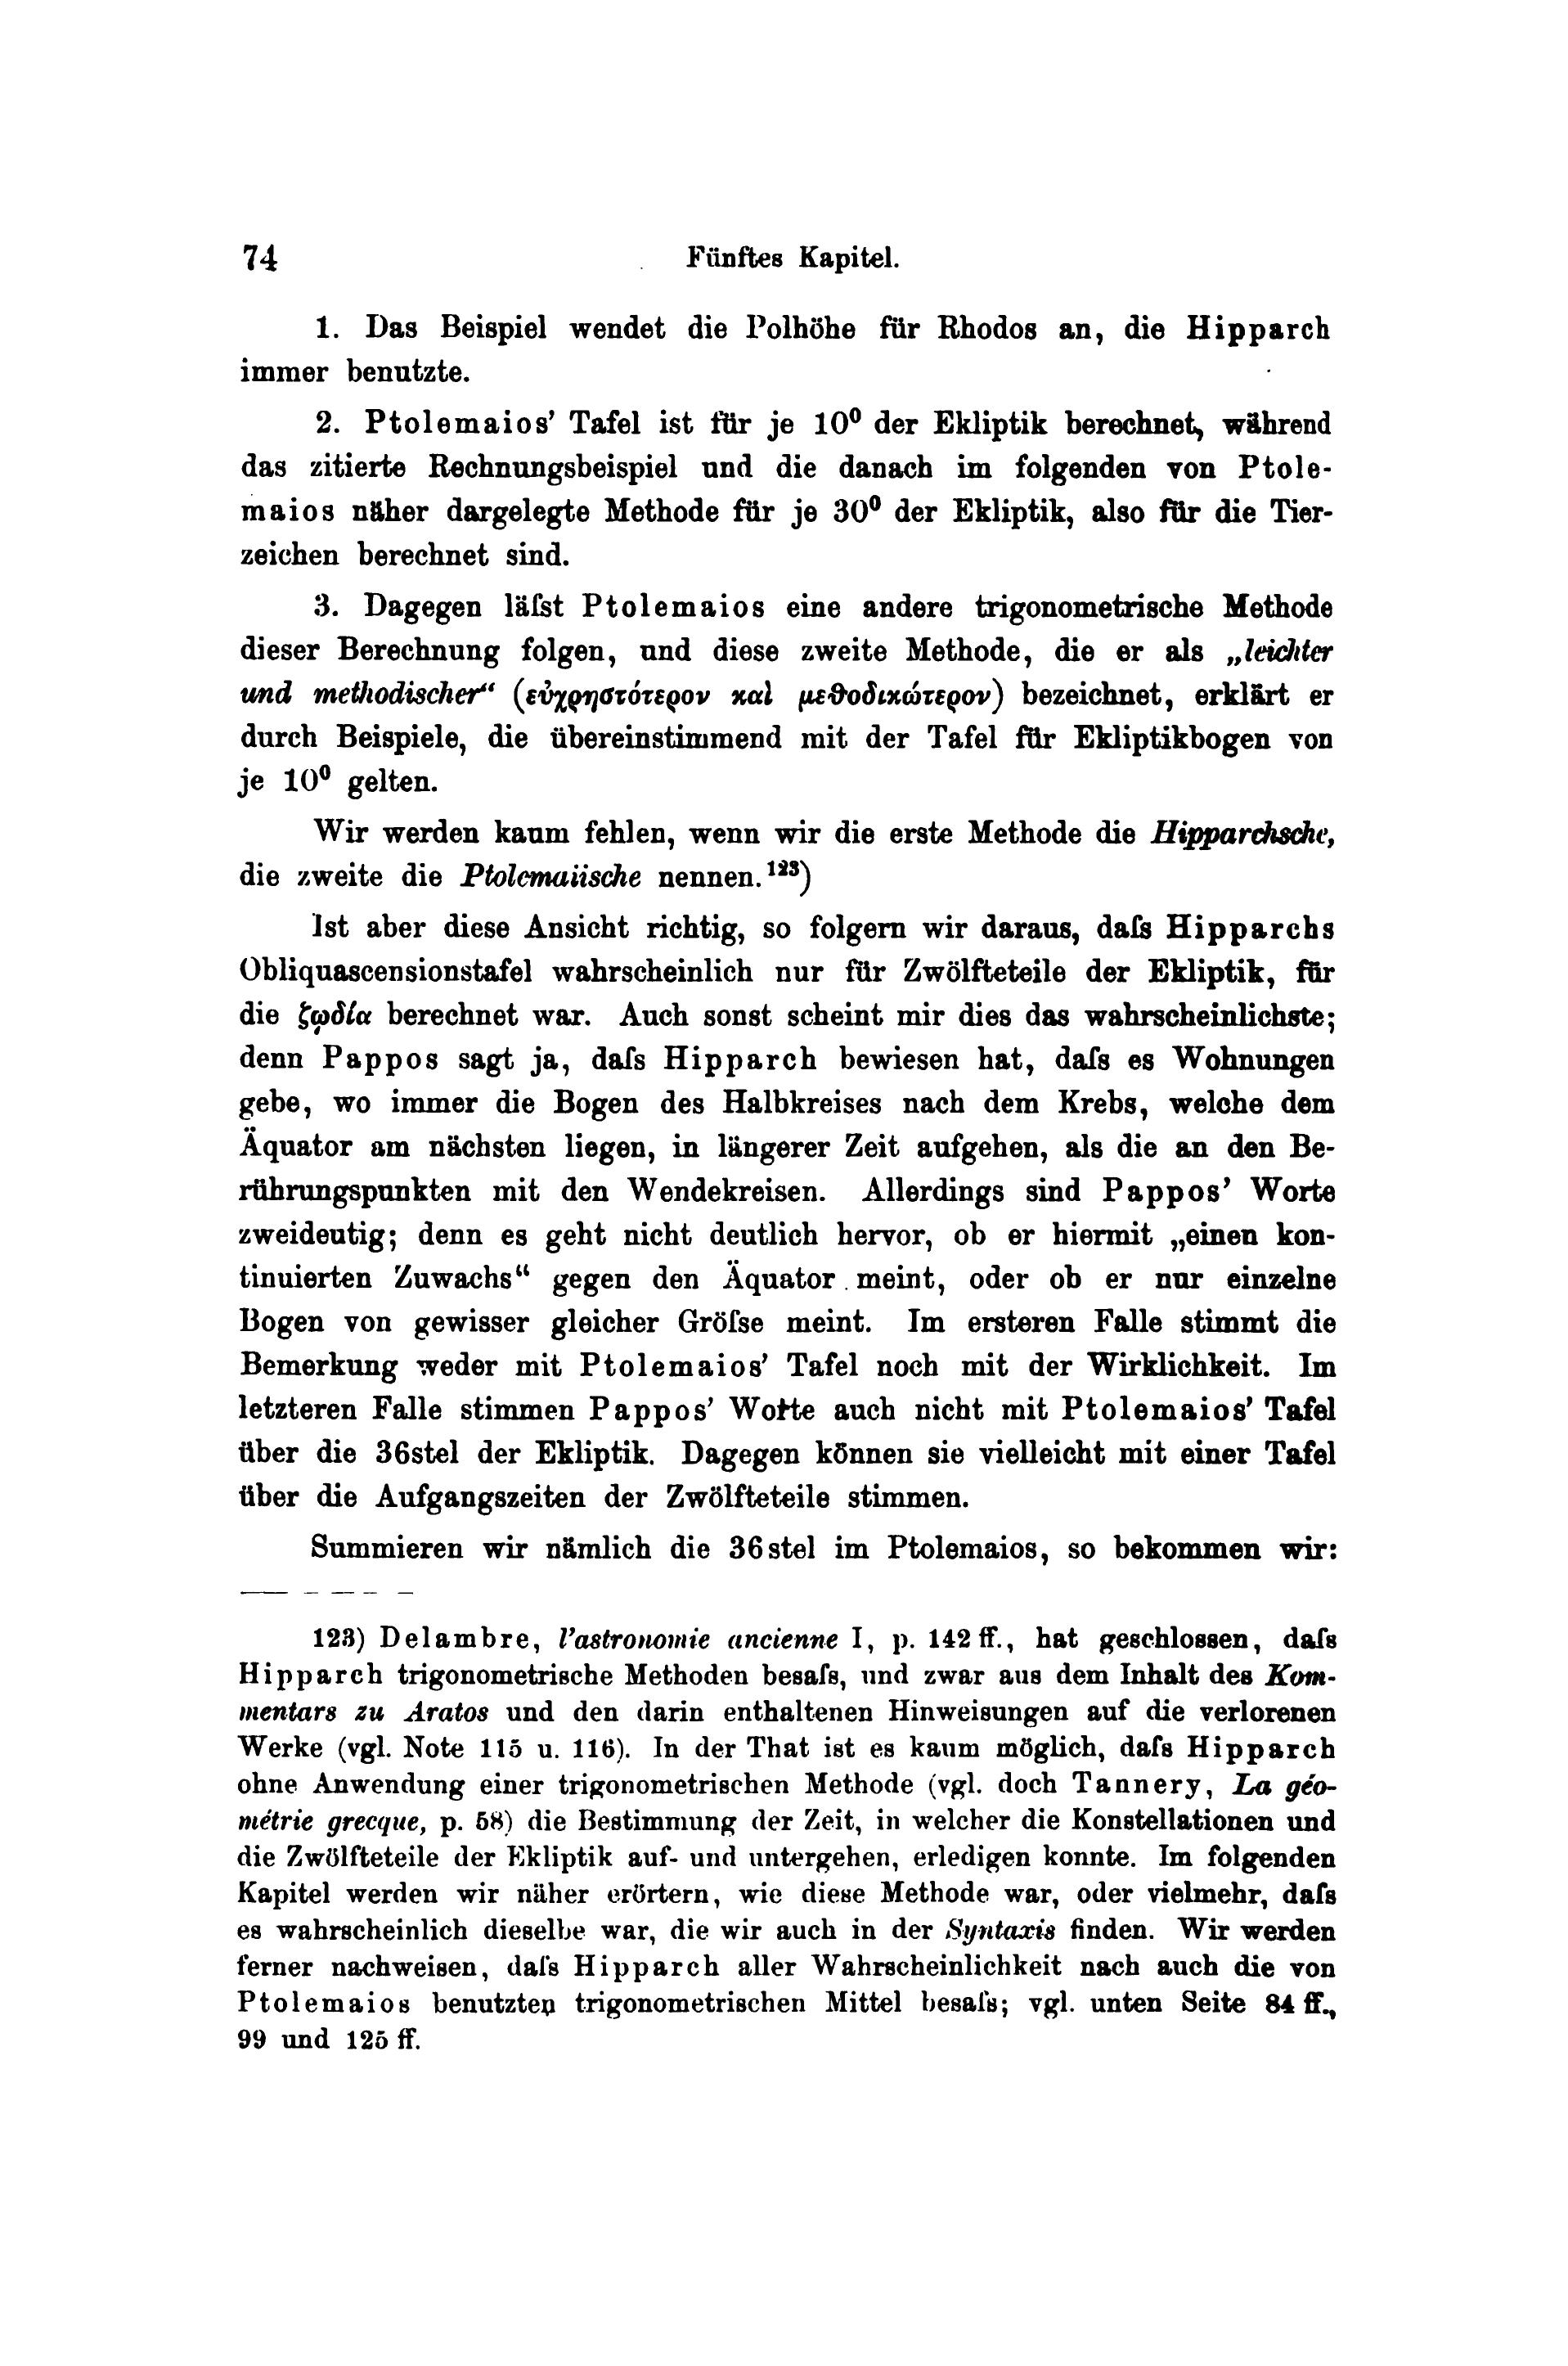 74 Fünftes Kapitel.
1. Das Beispiel wendet die Polhöhe für Rhodos an, die Hipparch
immer benutzte.
2. Ptolemaios’ Tafel ist für je 10⁰ der Ekliptik berechnet, während
das zitierte Rechnungsbeispiel und die danach im folgenden von Ptole-
maios näher dargelegte Methode für je 30⁰ der Ekliptik, also für die Tier-
zeichen berechnet sind.
3. Dagegen läſst Ptolemaios eine andere trigonometrische Methode
dieser Berechnung folgen, und diese zweite Methode, die er als „leichter
und methodischer“ (εὐχρηστότερον καὶ μεθοδικώτερον) bezeichnet, erklärt er
durch Beispiele, die übereinstimmend mit der Tafel für Ekliptikbogen von
je 10⁰ gelten.
Wir werden kaum fehlen, wenn wir die erste Methode die Hipparchsche,
die zweite die Ptolemaiische nennen.¹²³)
Ist aber diese Ansicht richtig, so folgern wir daraus, daſs Hipparchs
Obliquascensionstafel wahrscheinlich nur für Zwölfteteile der Ekliptik, für
die ζῳδία berechnet war. Auch sonst scheint mir dies das wahrscheinlichste;
denn Pappos sagt ja, daſs Hipparch bewiesen hat, daſs es Wohnungen
gebe, wo immer die Bogen des Halbkreises nach dem Krebs, welche dem
Äquator am nächsten liegen, in längerer Zeit aufgehen, als die an den Be-
rührungspunkten mit den Wendekreisen. Allerdings sind Pappos’ Worte
zweideutig; denn es geht nicht deutlich hervor, ob er hiermit „einen kon-
tinuierten Zuwachs“ gegen den Äquator meint, oder ob er nur einzelne
Bogen von gewisser gleicher Gröſse meint. Im ersteren Falle stimmt die
Bemerkung weder mit Ptolemaios’ Tafel noch mit der Wirklichkeit. Im
letzteren Falle stimmen Pappos’ Worte auch nicht mit Ptolemaios’ Tafel
über die 36stel der Ekliptik. Dagegen können sie vielleicht mit einer Tafel
über die Aufgangszeiten der Zwölfteteile stimmen.
Summieren wir nämlich die 36stel im Ptolemaios, so bekommen wir:
123) Delambre, l’astronomie ancienne I, p. 142 ff., hat geschlossen, daſs
Hipparch trigonometrische Methoden besaſs, und zwar aus dem Inhalt des Kom-
mentars zu Aratos und den darin enthaltenen Hinweisungen auf die verlorenen
Werke (vgl. Note 115 u. 116). In der That ist es kaum möglich, daſs Hipparch
ohne Anwendung einer trigonometrischen Methode (vgl. doch Tannery, La géo-
métrie grecque, p. 58) die Bestimmung der Zeit, in welcher die Konstellationen und
die Zwölfteteile der Ekliptik auf- und untergehen, erledigen konnte. Im folgenden
Kapitel werden wir näher erörtern, wie diese Methode war, oder vielmehr, daſs
es wahrscheinlich dieselbe war, die wir auch in der Syntaxis finden. Wir werden
ferner nachweisen, daſs Hipparch aller Wahrscheinlichkeit nach auch die von
Ptolemaios benutzten trigonometrischen Mittel besaſs; vgl. unten Seite 84 ff.,
99 und 125 ff.